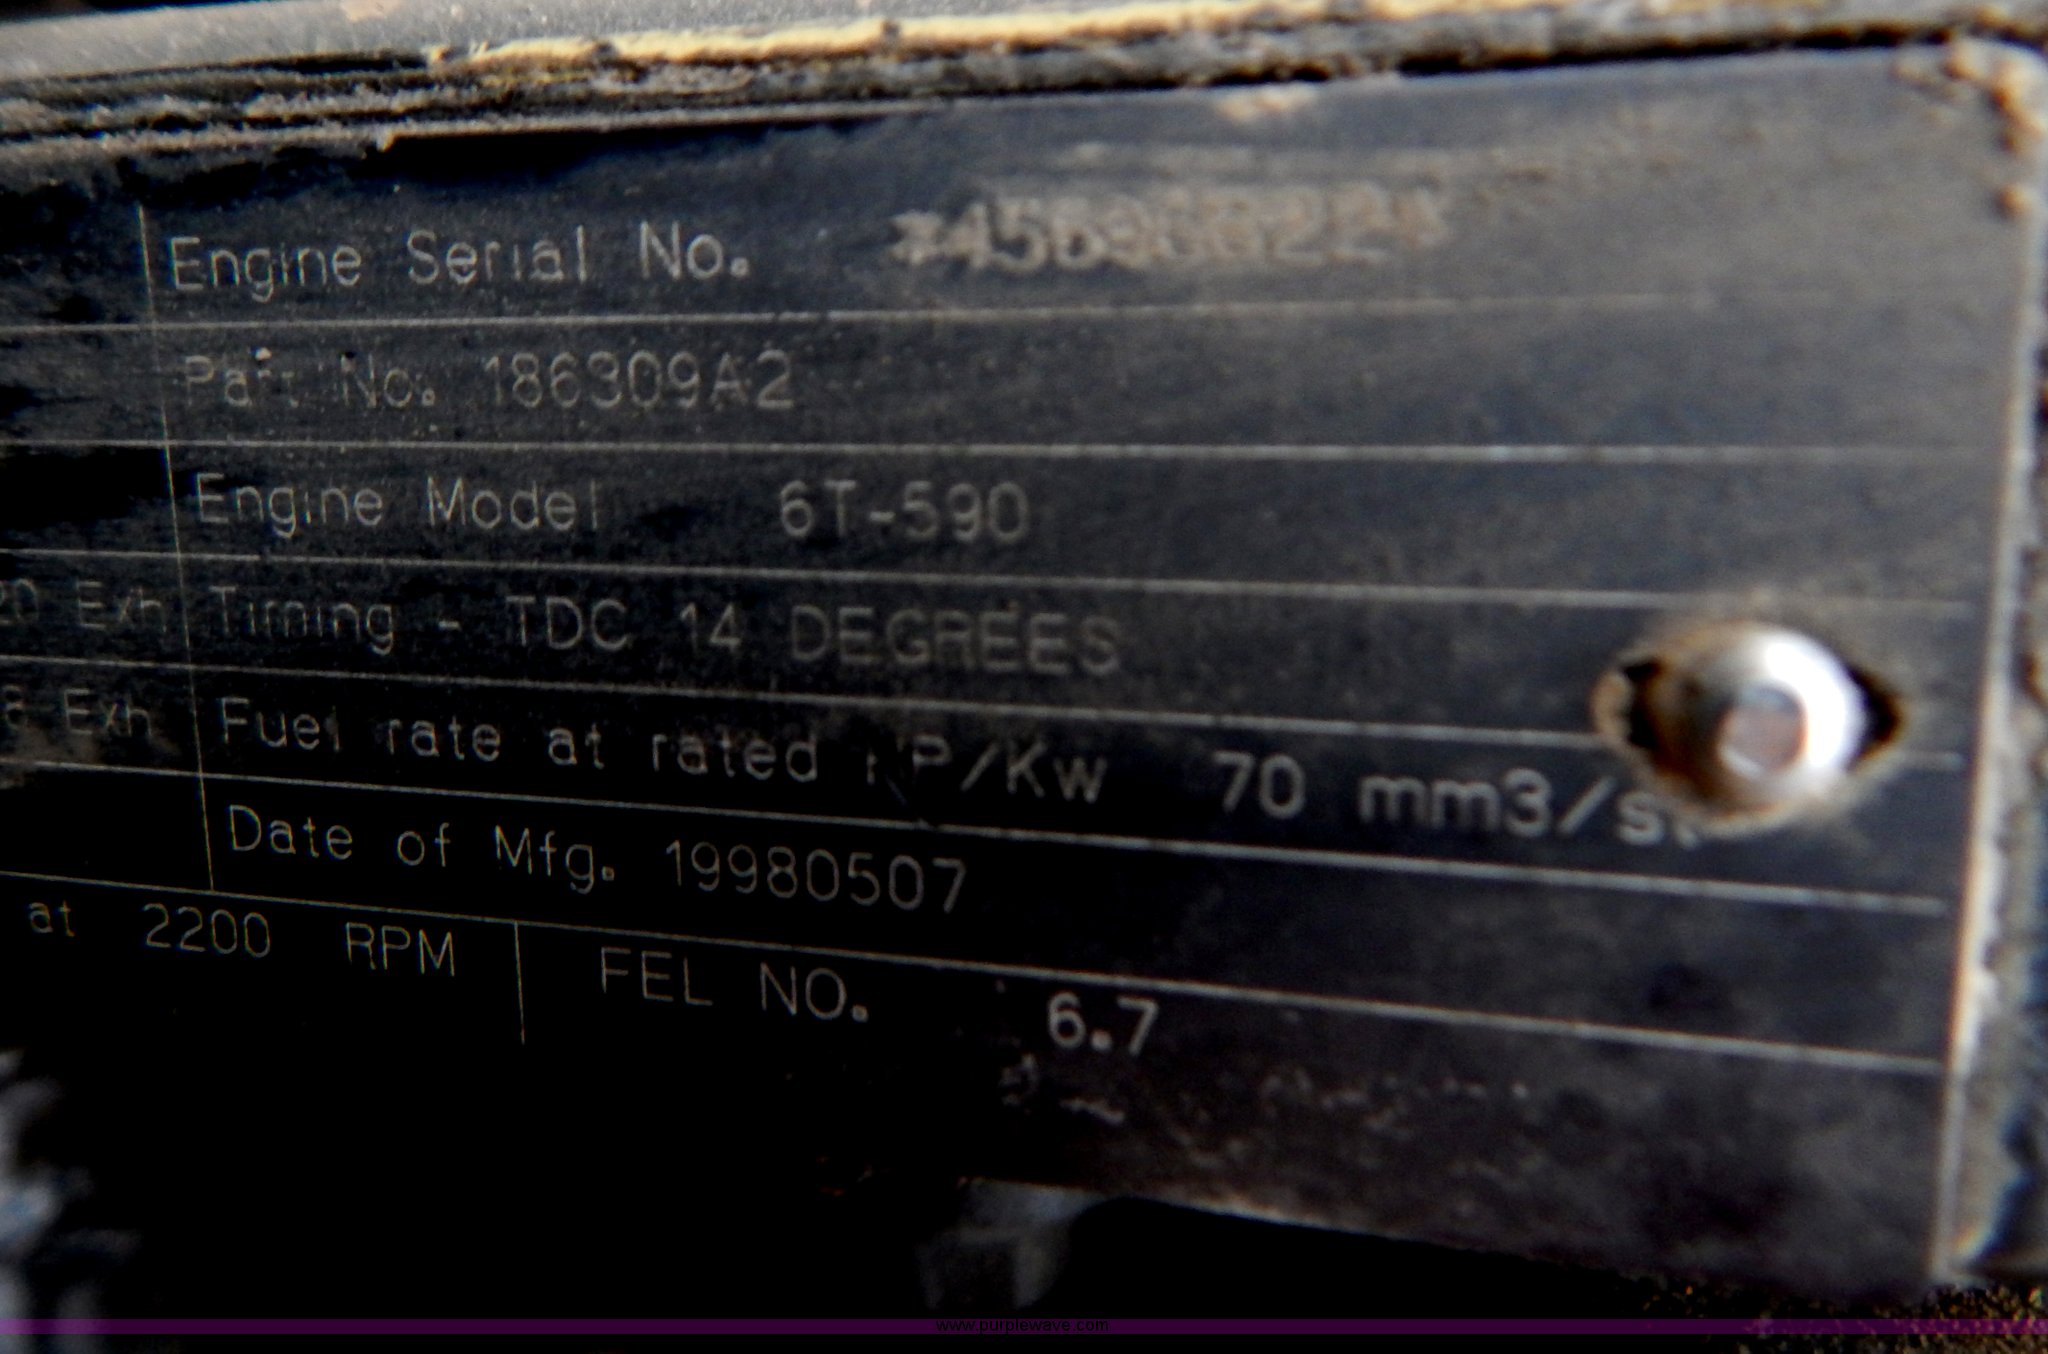 Engine Serial No.
Part No. 186309A2
Engine Model 6T-590
Exh Timing - TDC 14 DEGREES
Exh Fuel rate at rated HP/Kw 70 mm3/st
Date of Mfg. 19980507
at 2200 RPM FEL NO. 6.7
www.purplewave.com